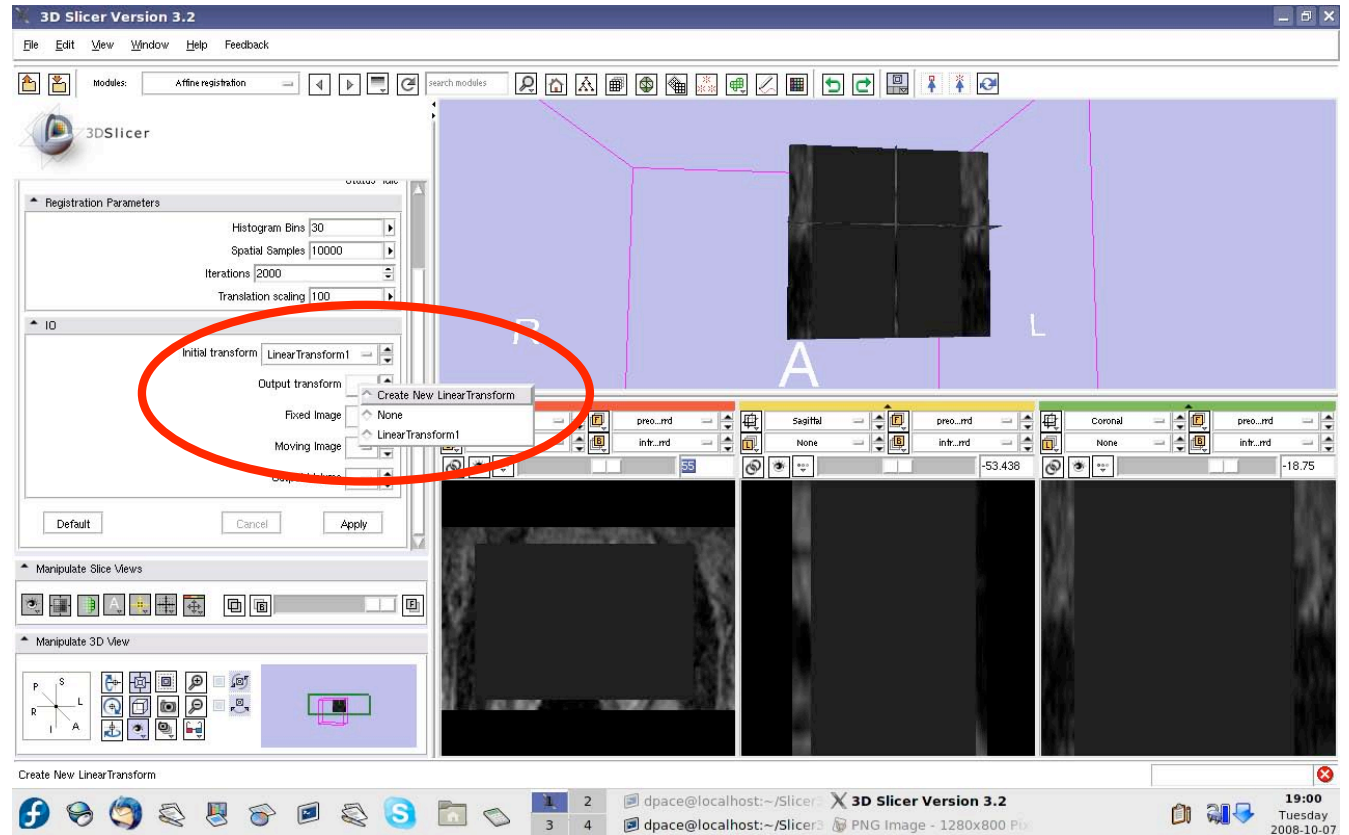 3D Slicer Version 3.2
File Edit View Window Help Feedback
Modules: Affine registration search modules
3DSlicer
Status Idle
Registration Parameters
Histogram Bins 30
Spatial Samples 10000
Iterations 2000
Translation scaling 100
IO
Initial transform LinearTransform1
Output transform
Create New LinearTransform
Fixed Image
None
LinearTransform1
Moving Image
Default Cancel Apply
R A L
preo...rrd Sagittal preo...rrd Coronal preo...rrd
intr...rrd None intr...rrd None intr...rrd
55 -53.438 -18.75
Manipulate Slice Views
Manipulate 3D View
P S
R L
I A
Create New LinearTransform
1 2 dpace@localhost:~/Slicer3 3D Slicer Version 3.2
3 4 dpace@localhost:~/Slicer3 PNG Image - 1280x800 Pi
19:00
Tuesday
2008-10-07